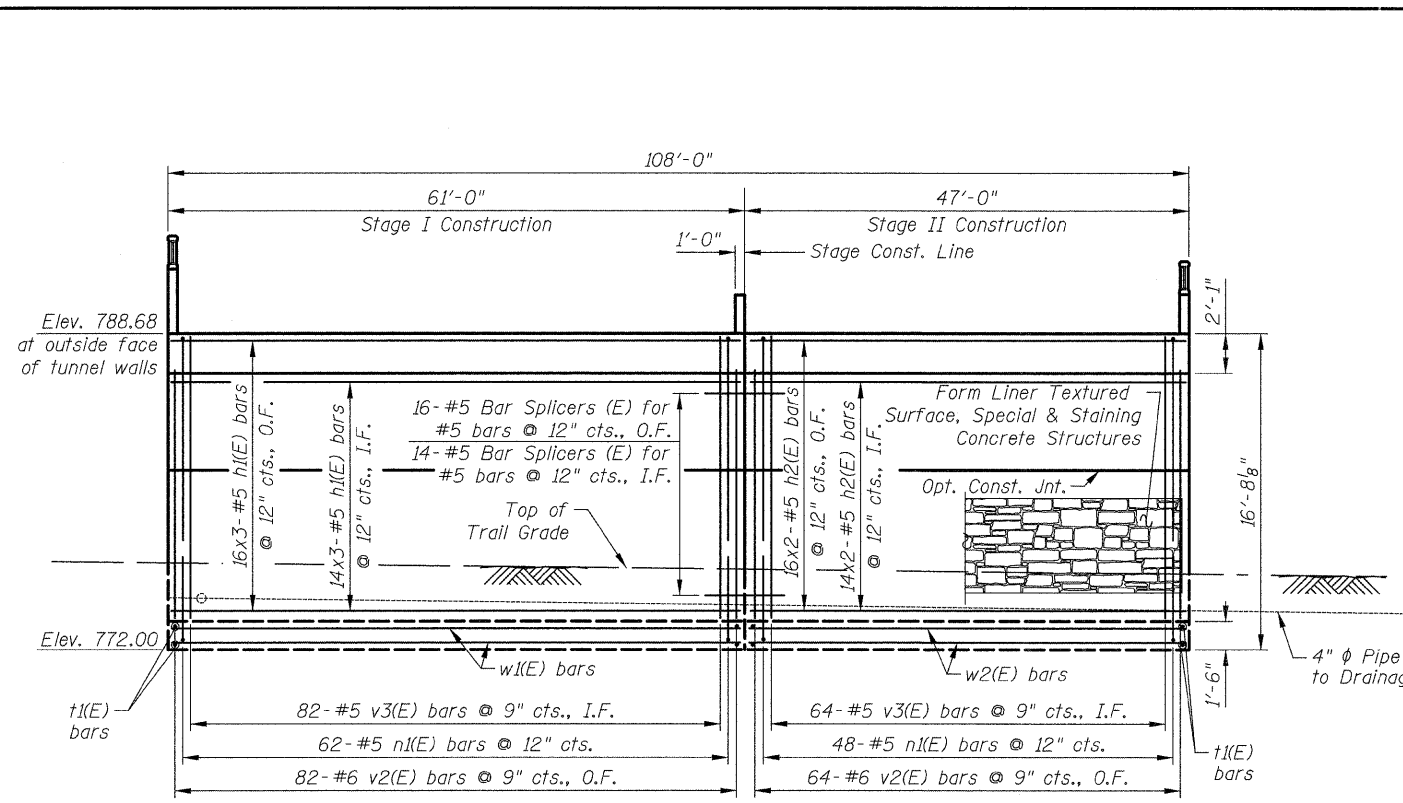 108'-0"
61'-0"
47'-0"
Stage I Construction
Stage II Construction
1'-0"
Stage Const. Line
2'-1"
Elev. 788.68
at outside face
of tunnel walls
16x3-#5 h1(E) bars
@ 12" cts., O.F.
14x3-#5 h1(E) bars
@ 12" cts., I.F.
16-#5 Bar Splicers (E) for
#5 bars @ 12" cts., O.F.
14-#5 Bar Splicers (E) for
#5 bars @ 12" cts., I.F.
Top of
Trail Grade
16x2-#5 h2(E) bars
@ 12" cts., O.F.
14x2-#5 h2(E) bars
@ 12" cts., I.F.
Form Liner Textured
Surface, Special & Staining
Concrete Structures
Opt. Const. Jnt.
16'-8⅛"
Elev. 772.00
w1(E) bars
w2(E) bars
1'-6"
4" ϕ Pipe
to Drainag
t1(E)
bars
82-#5 v3(E) bars @ 9" cts., I.F.
64-#5 v3(E) bars @ 9" cts., I.F.
62-#5 n1(E) bars @ 12" cts.
48-#5 n1(E) bars @ 12" cts.
t1(E)
bars
82-#6 v2(E) bars @ 9" cts., O.F.
64-#6 v2(E) bars @ 9" cts., O.F.